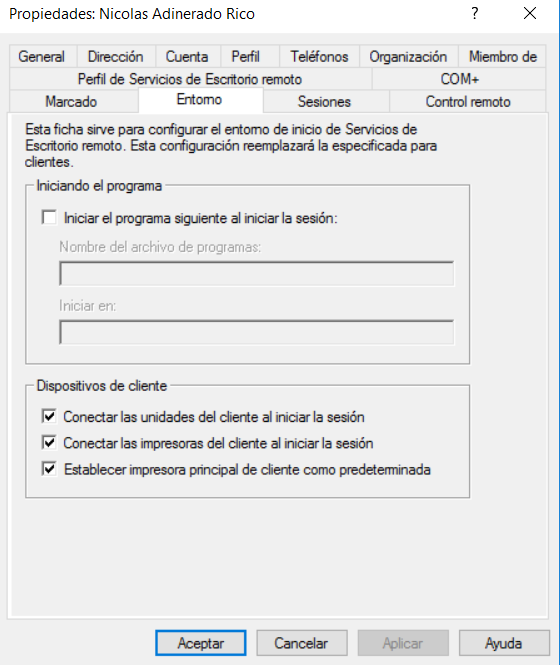 Propiedades: Nicolas Adinerado Rico
?
General Dirección Cuenta Perfil Teléfonos Organización Miembro de
Perfil de Servicios de Escritorio remoto COM+
Marcado Entorno Sesiones Control remoto
Esta ficha sirve para configurar el entorno de inicio de Servicios de
Escritorio remoto. Esta configuración reemplazará la especificada para
clientes.
Iniciando el programa
Iniciar el programa siguiente al iniciar la sesión:
Nombre del archivo de programas:
Iniciar en:
Dispositivos de cliente
Conectar las unidades del cliente al iniciar la sesión
Conectar las impresoras del cliente al iniciar la sesión
Establecer impresora principal de cliente como predeterminada
Aceptar Cancelar Aplicar Ayuda